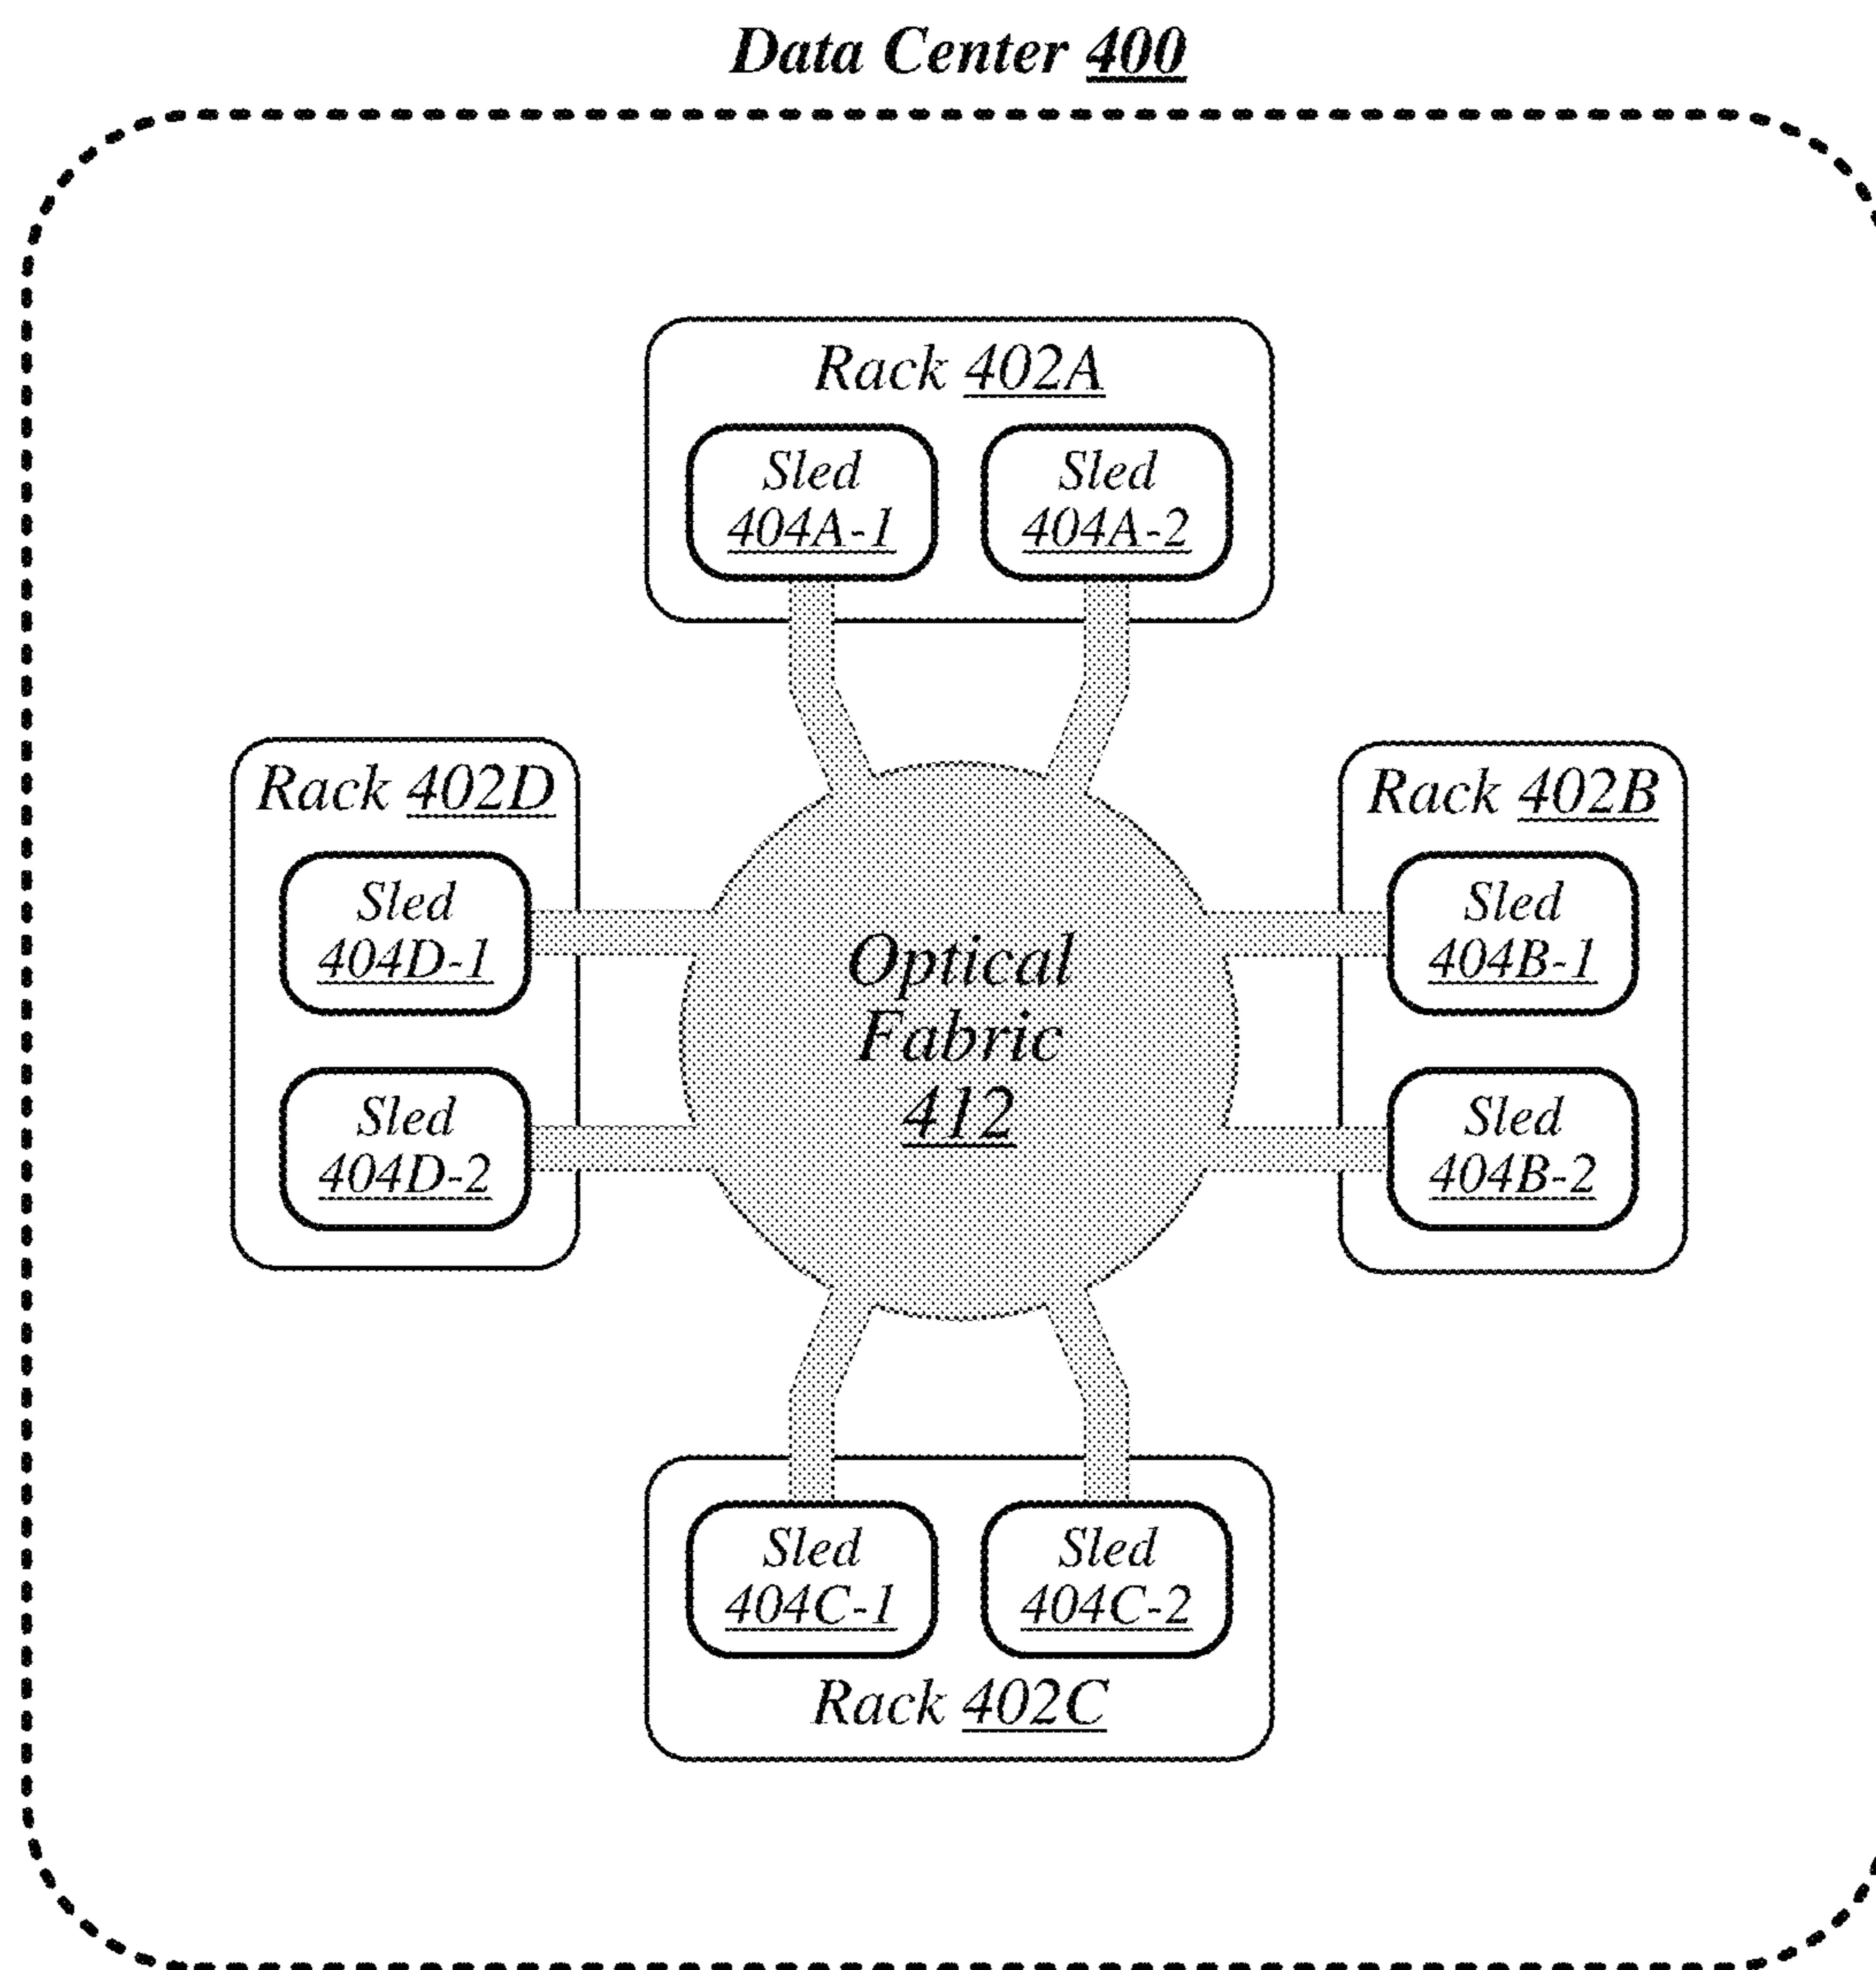 Data Center 400
Rack 402A
Sled
404A-1
Sled
404A-2
Rack 402D
Sled
404D-1
Sled
404D-2
Optical
Fabric
412
Rack 402B
Sled
404B-1
Sled
404B-2
Sled
404C-1
Sled
404C-2
Rack 402C